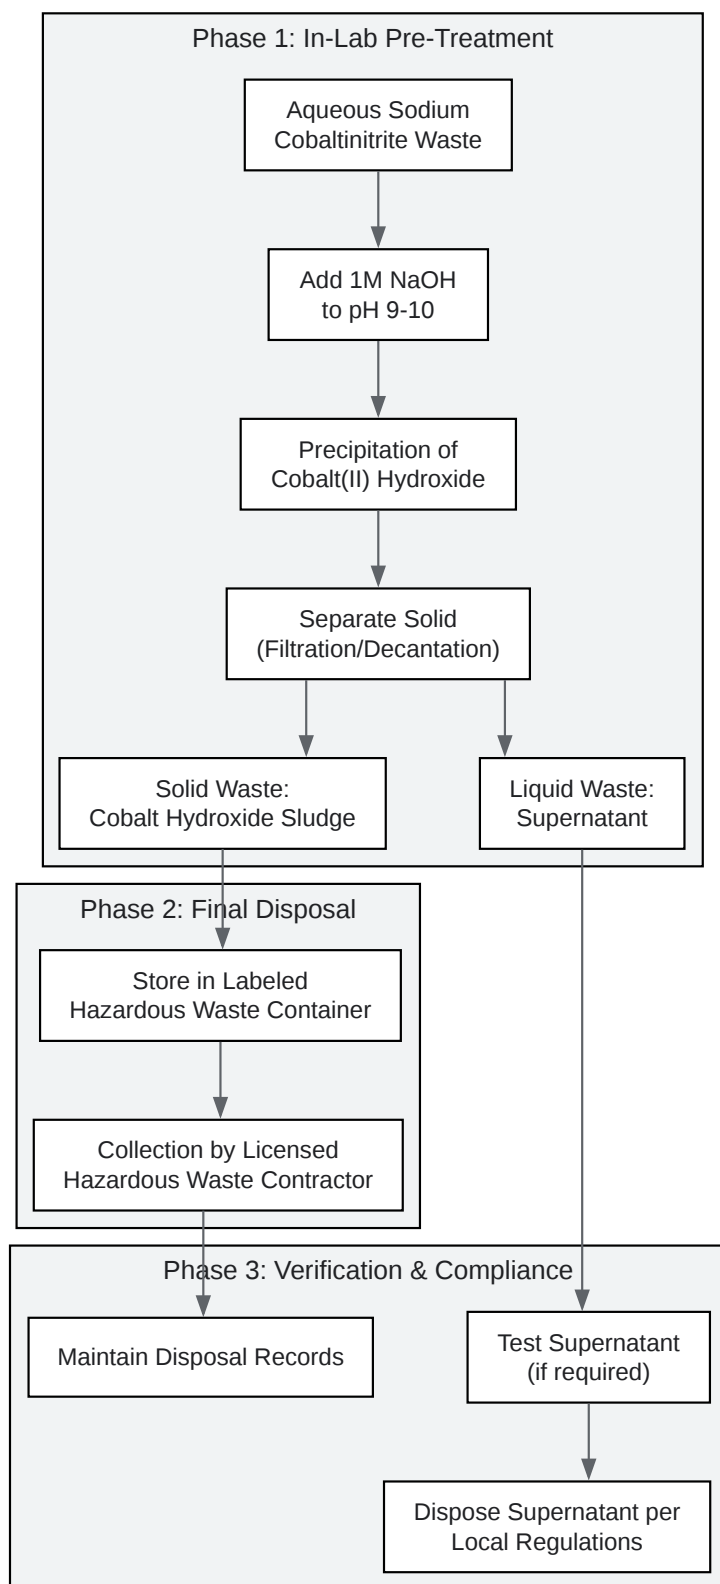 Phase 1: In-Lab Pre-Treatment
Aqueous Sodium
Cobaltinitrite Waste
Add 1M NaOH
to pH 9-10
Precipitation of
Cobalt(II) Hydroxide
Separate Solid
(Filtration/Decantation)
Solid Waste:
Cobalt Hydroxide Sludge
Liquid Waste:
Supernatant
Phase 2: Final Disposal
Store in Labeled
Hazardous Waste Container
Collection by Licensed
Hazardous Waste Contractor
Phase 3: Verification & Compliance
Maintain Disposal Records
Test Supernatant
(if required)
Dispose Supernatant per
Local Regulations